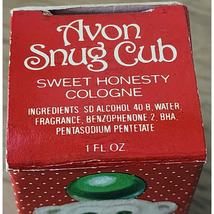 Avon
Snug Cub
SWEET HONESTY
COLOGNE
INGREDIENTS: SD ALCOHOL 40-B, WATER,
FRAGRANCE, BENZOPHENONE 2, BHA,
PENTASODIUM PENTETATE
1 FL OZ